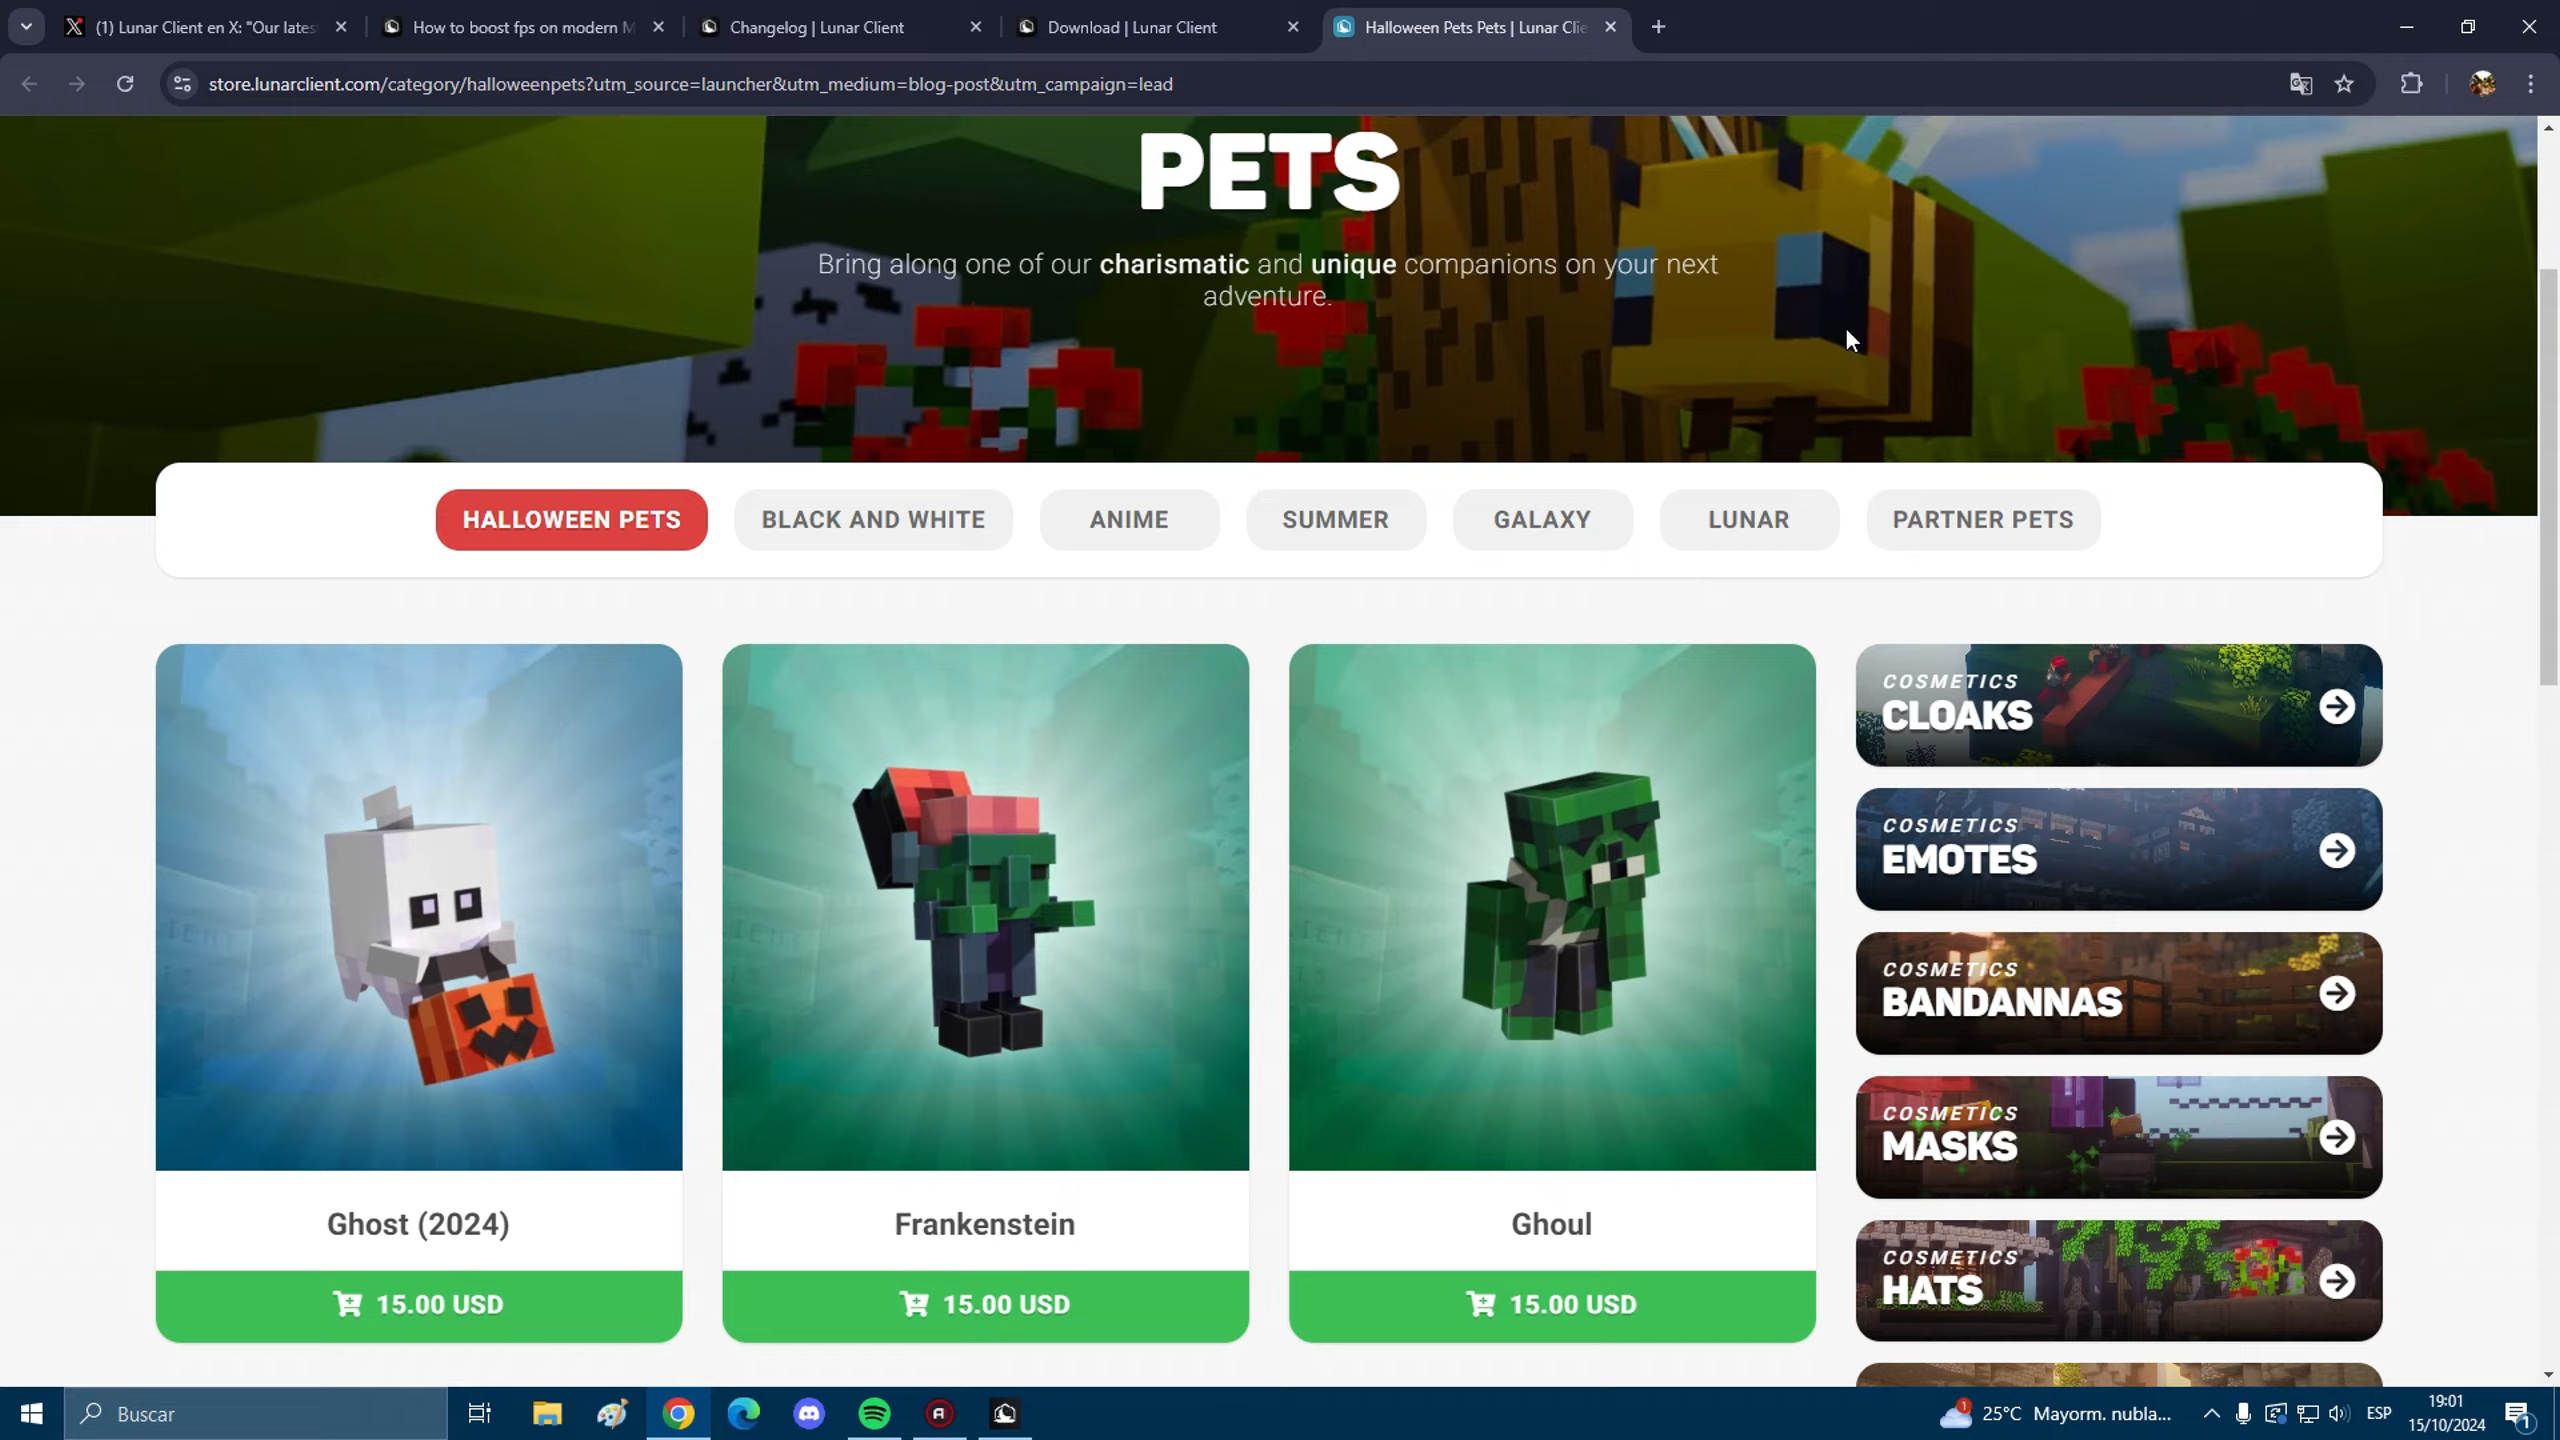 (1) Lunar Client en X: "Our lates
How to boost fps on modern M
Changelog | Lunar Client
Download | Lunar Client
Halloween Pets Pets | Lunar Clie
store.lunarclient.com/category/halloweenpets?utm_source=launcher&utm_medium=blog-post&utm_campaign=lead
PETS
Bring along one of our charismatic and unique companions on your next
adventure.
HALLOWEEN PETS
BLACK AND WHITE
ANIME
SUMMER
GALAXY
LUNAR
PARTNER PETS
COSMETICS
CLOAKS
COSMETICS
EMOTES
COSMETICS
BANDANNAS
COSMETICS
MASKS
COSMETICS
HATS
Ghost (2024)
Frankenstein
Ghoul
15.00 USD
15.00 USD
15.00 USD
Buscar
1
25°C Mayorm. nubla...
ESP
19:01
15/10/2024
1